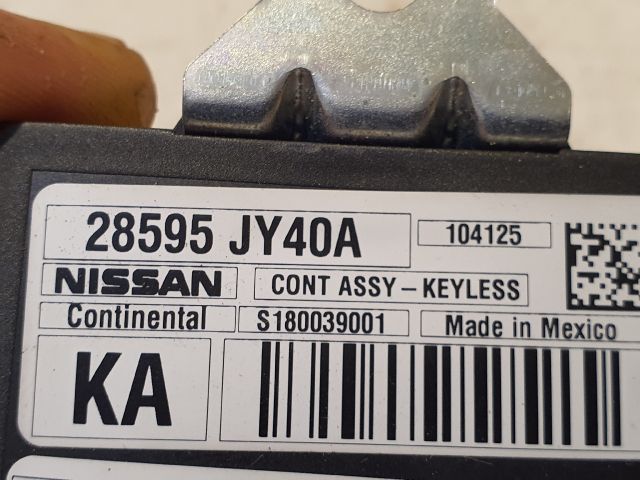 28595 JY40A 104125
NISSAN CONT ASSY – KEYLESS
Continental S180039001 Made in Mexico
KA